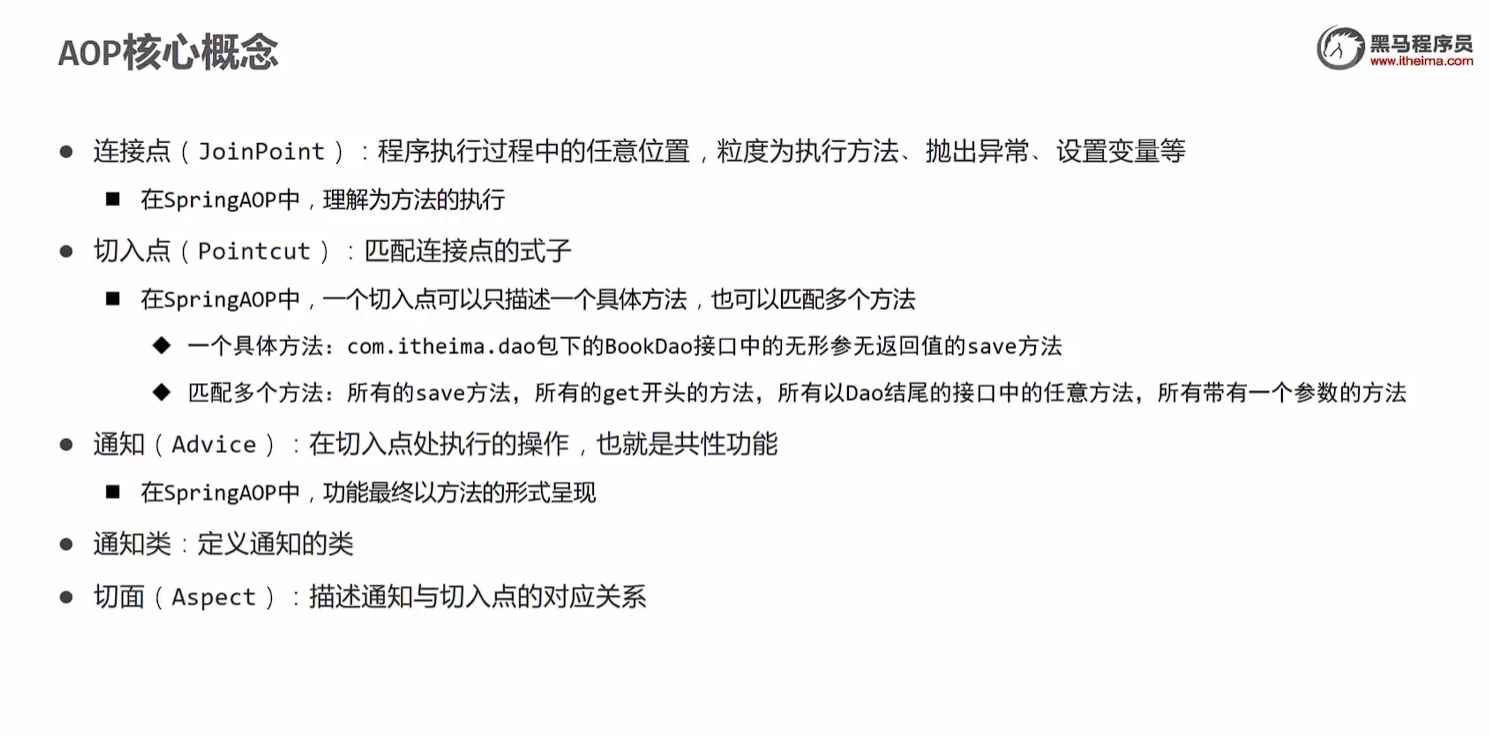 AOP核心概念
黑马程序员
www.itheima.com
● 连接点（JoinPoint）：程序执行过程中的任意位置，粒度为执行方法、抛出异常、设置变量等
■ 在SpringAOP中，理解为方法的执行
● 切入点（Pointcut）：匹配连接点的式子
■ 在SpringAOP中，一个切入点可以只描述一个具体方法，也可以匹配多个方法
◆ 一个具体方法：com.itheima.dao包下的BookDao接口中的无形参无返回值的save方法
◆ 匹配多个方法：所有的save方法，所有的get开头的方法，所有以Dao结尾的接口中的任意方法，所有带有一个参数的方法
● 通知（Advice）：在切入点处执行的操作，也就是共性功能
■ 在SpringAOP中，功能最终以方法的形式呈现
● 通知类：定义通知的类
● 切面（Aspect）：描述通知与切入点的对应关系